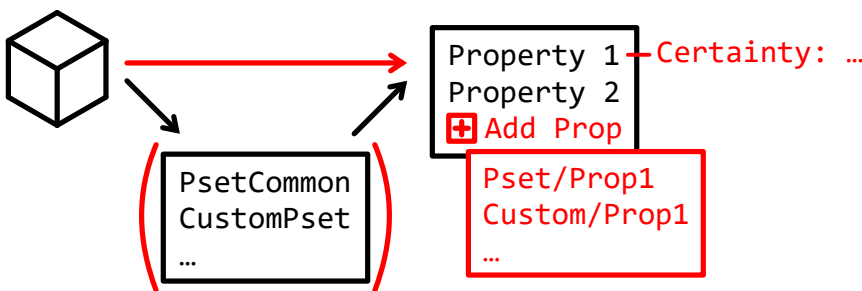 Property 1
Certainty: …
Property 2
Add Prop
PsetCommon
CustomPset
…
Pset/Prop1
Custom/Prop1
…